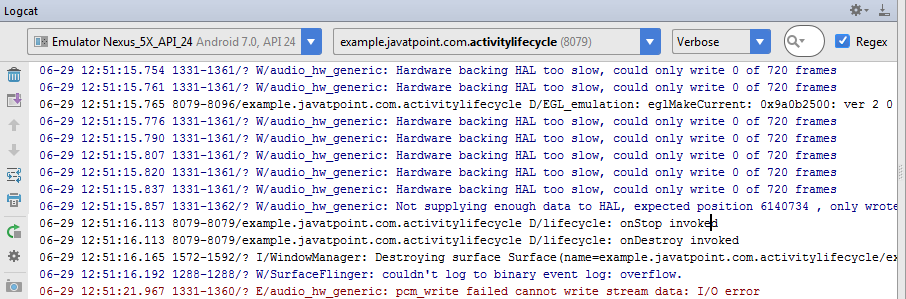 Logcat
Emulator Nexus_5X_API_24 Android 7.0, API 24
example.javatpoint.com.activitylifecycle (8079)
Verbose
Regex
06-29 12:51:15.754 1331-1361/? W/audio_hw_generic: Hardware backing HAL too slow, could only write 0 of 720 frames
06-29 12:51:15.761 1331-1361/? W/audio_hw_generic: Hardware backing HAL too slow, could only write 0 of 720 frames
06-29 12:51:15.765 8079-8096/example.javatpoint.com.activitylifecycle D/EGL_emulation: eglMakeCurrent: 0x9a0b2500: ver 2 0
06-29 12:51:15.776 1331-1361/? W/audio_hw_generic: Hardware backing HAL too slow, could only write 0 of 720 frames
06-29 12:51:15.790 1331-1361/? W/audio_hw_generic: Hardware backing HAL too slow, could only write 0 of 720 frames
06-29 12:51:15.807 1331-1361/? W/audio_hw_generic: Hardware backing HAL too slow, could only write 0 of 720 frames
06-29 12:51:15.820 1331-1361/? W/audio_hw_generic: Hardware backing HAL too slow, could only write 0 of 720 frames
06-29 12:51:15.837 1331-1361/? W/audio_hw_generic: Hardware backing HAL too slow, could only write 0 of 720 frames
06-29 12:51:15.857 1331-1362/? W/audio_hw_generic: Not supplying enough data to HAL, expected position 6140734 , only wrote
06-29 12:51:16.113 8079-8079/example.javatpoint.com.activitylifecycle D/lifecycle: onStop invoked
06-29 12:51:16.113 8079-8079/example.javatpoint.com.activitylifecycle D/lifecycle: onDestroy invoked
06-29 12:51:16.165 1572-1592/? I/WindowManager: Destroying surface Surface(name=example.javatpoint.com.activitylifecycle/ex
06-29 12:51:16.192 1288-1288/? W/SurfaceFlinger: couldn't log to binary event log: overflow.
06-29 12:51:21.967 1331-1360/? E/audio_hw_generic: pcm_write failed cannot write stream data: I/O error